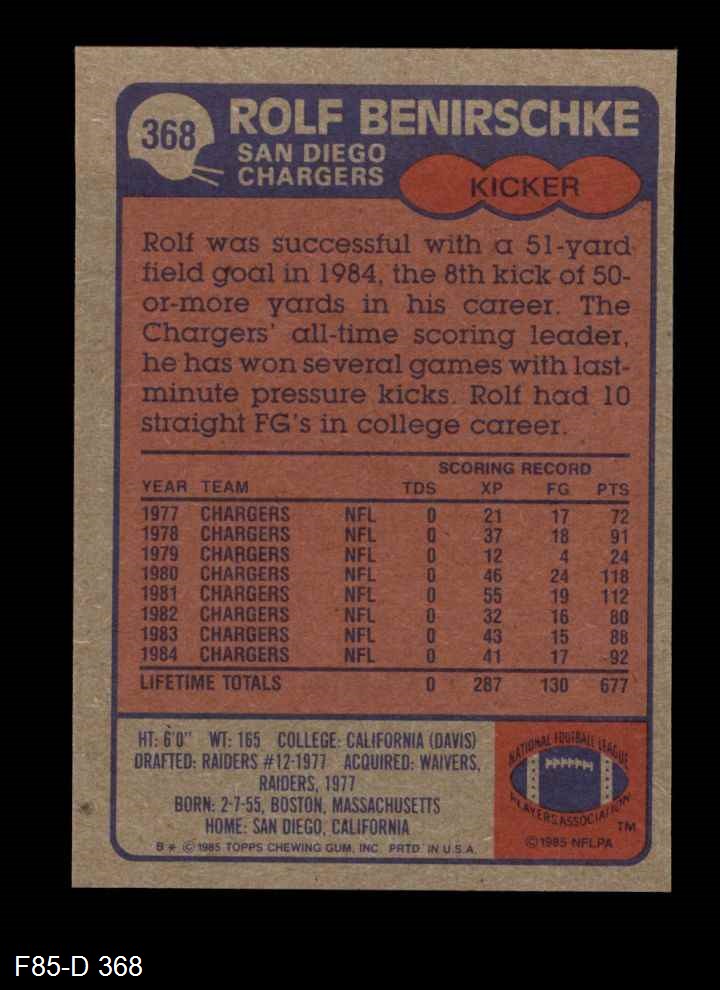 368
ROLF BENIRSCHKE
SAN DIEGO
CHARGERS
KICKER
Rolf was successful with a 51-yard
field goal in 1984, the 8th kick of 50-
or-more yards in his career. The
Chargers' all-time scoring leader,
he has won several games with last-
minute pressure kicks. Rolf had 10
straight FG's in college career.
SCORING RECORD
YEAR TEAM TDS XP FG PTS
1977 CHARGERS NFL 0 21 17 72
1978 CHARGERS NFL 0 37 18 91
1979 CHARGERS NFL 0 12 4 24
1980 CHARGERS NFL 0 46 24 118
1981 CHARGERS NFL 0 55 19 112
1982 CHARGERS NFL 0 32 16 80
1983 CHARGERS NFL 0 43 15 88
1984 CHARGERS NFL 0 41 17 92
LIFETIME TOTALS 0 287 130 677
HT: 6'0" WT: 165 COLLEGE: CALIFORNIA (DAVIS)
DRAFTED: RAIDERS #12-1977 ACQUIRED: WAIVERS,
RAIDERS, 1977
BORN: 2-7-55, BOSTON, MASSACHUSETTS
HOME: SAN DIEGO, CALIFORNIA
B * © 1985 TOPPS CHEWING GUM, INC. PRTD. IN U.S.A.
NATIONAL FOOTBALL LEAGUE
PLAYERS ASSOCIATION
TM
© 1985 NFLPA
F85-D 368